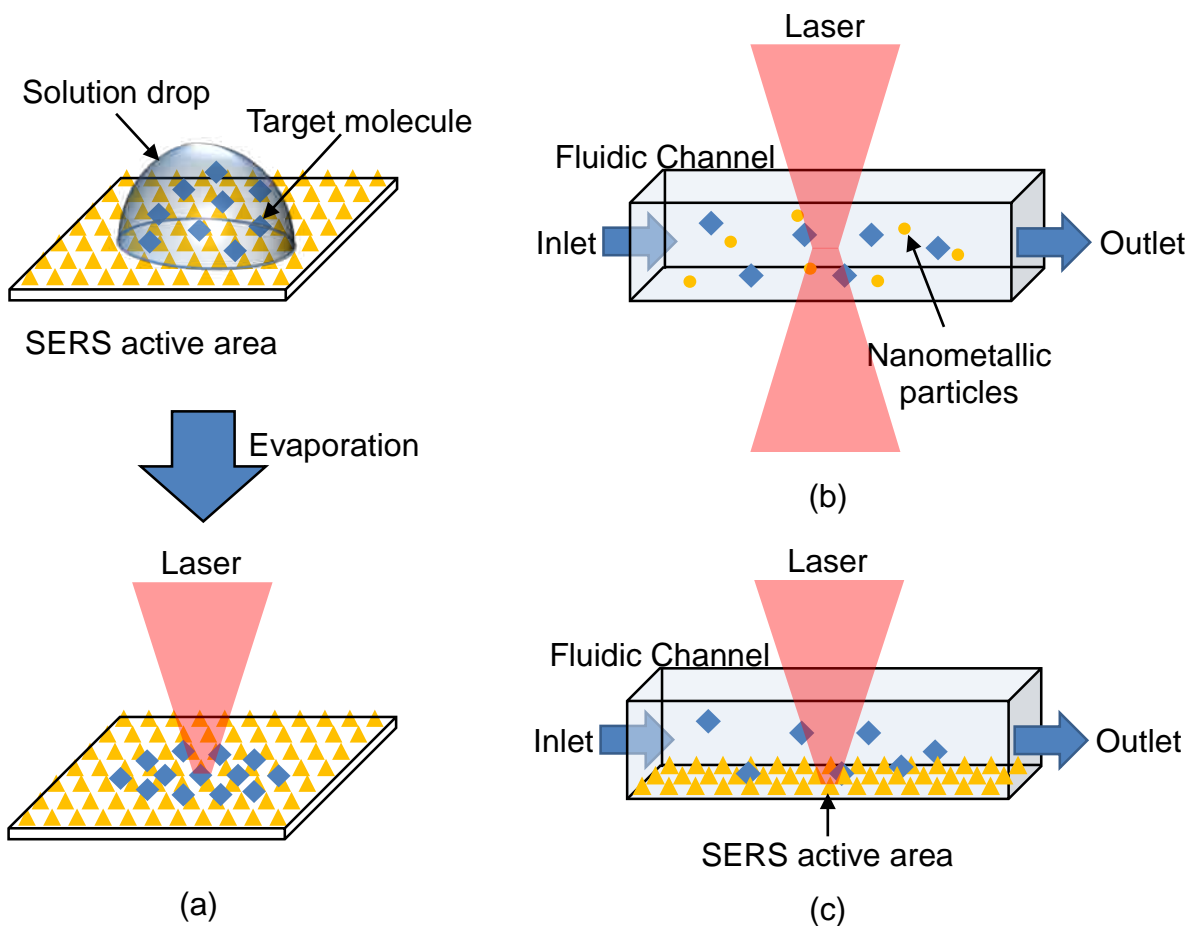 Solution drop
Target molecule
SERS active area
Evaporation
Laser
(a)
Laser
Fluidic Channel
Inlet
Outlet
Nanometallic
particles
(b)
Laser
Fluidic Channel
Inlet
Outlet
SERS active area
(c)